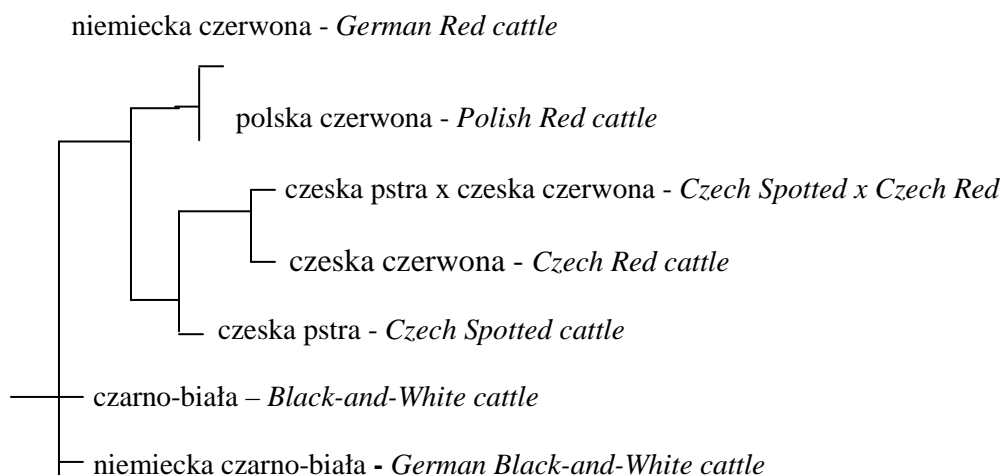 niemiecka czerwona - German Red cattle
polska czerwona - Polish Red cattle
czeska pstra x czeska czerwona - Czech Spotted x Czech Red
czeska czerwona - Czech Red cattle
czeska pstra - Czech Spotted cattle
czarno-biała – Black-and-White cattle
niemiecka czarno-biała - German Black-and-White cattle